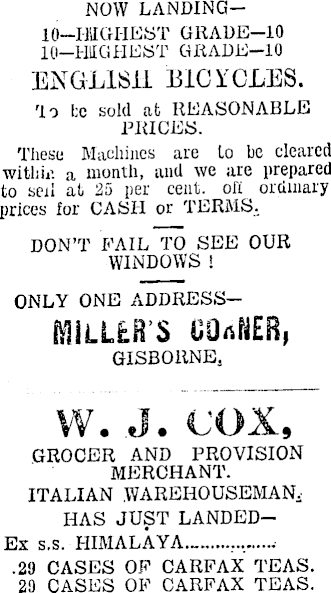 NOW LANDING—
10—HIGHEST GRADE—10
10—HIGHEST GRADE—10
ENGLISH BICYCLES.
To be sold at REASONABLE
PRICES.
These Machines are to be cleared
within a month, and we are prepared
to sell at 25 per cent. off ordinary
prices for CASH or TERMS.
DON'T FAIL TO SEE OUR
WINDOWS !
ONLY ONE ADDRESS—
MILLER'S CORNER,
GISBORNE.
W. J. COX,
GROCER AND PROVISION
MERCHANT.
ITALIAN WAREHOUSEMAN.
HAS JUST LANDED—
Ex s.s. HIMALAYA..................
.29 CASES OF CARFAX TEAS.
29 CASES OF CARFAX TEAS.